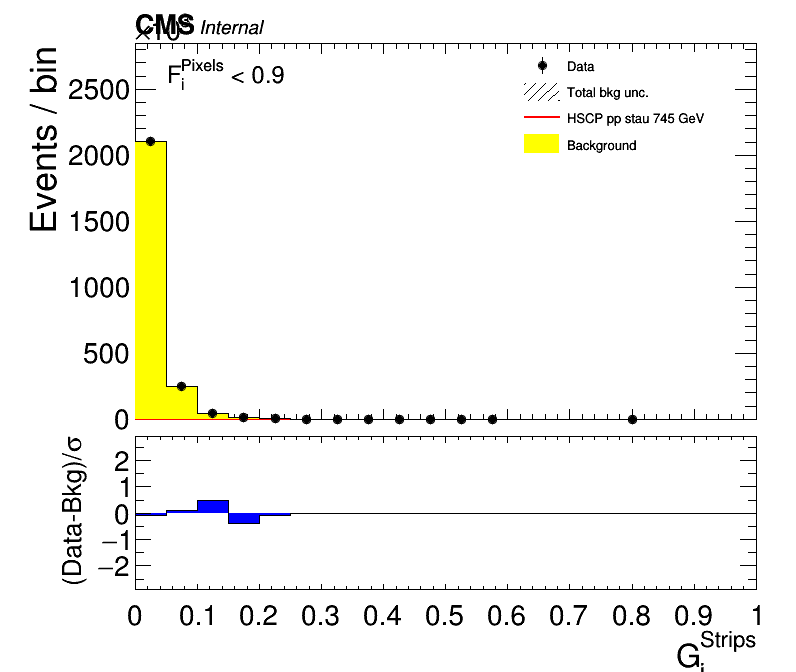 CMS Internal
×10³
F_i^Pixels < 0.9
Data
Total bkg unc.
HSCP pp stau 745 GeV
Background
Events / bin
2500
2000
1500
1000
500
0
(Data-Bkg)/σ
2
1
0
−1
−2
0 0.1 0.2 0.3 0.4 0.5 0.6 0.7 0.8 0.9 1
G_i^Strips